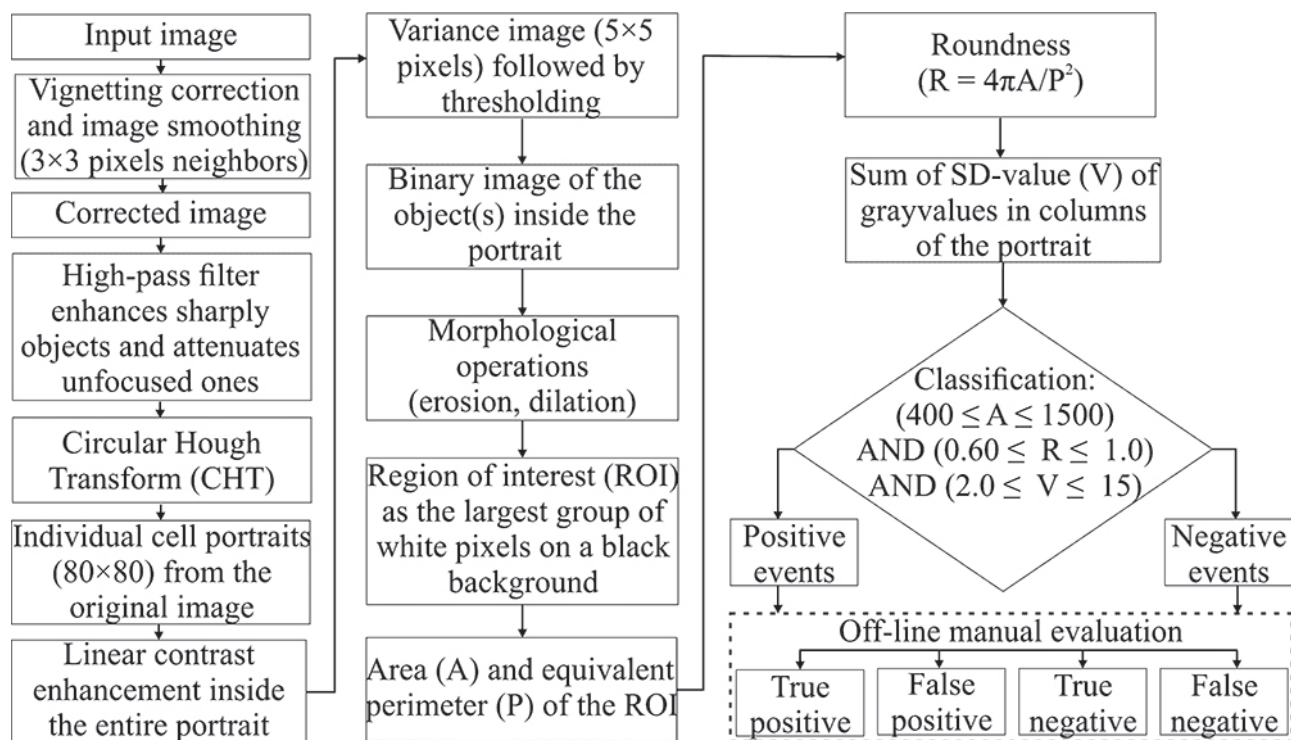 Input image
Vignetting correction
and image smoothing
(3×3 pixels neighbors)
Corrected image
High-pass filter
enhances sharply
objects and attenuates
unfocused ones
Circular Hough
Transform (CHT)
Individual cell portraits
(80×80) from the
original image
Linear contrast
enhancement inside
the entire portrait
Variance image (5×5
pixels) followed by
thresholding
Binary image of the
object(s) inside the
portrait
Morphological
operations
(erosion, dilation)
Region of interest (ROI)
as the largest group of
white pixels on a black
background
Area (A) and equivalent
perimeter (P) of the ROI
Roundness
(R = 4πA/P²)
Sum of SD-value (V) of
grayvalues in columns
of the portrait
Classification:
(400 ≤ A ≤ 1500)
AND (0.60 ≤ R ≤ 1.0)
AND (2.0 ≤ V ≤ 15)
Positive
events
Negative
events
Off-line manual evaluation
True
positive
False
positive
True
negative
False
negative